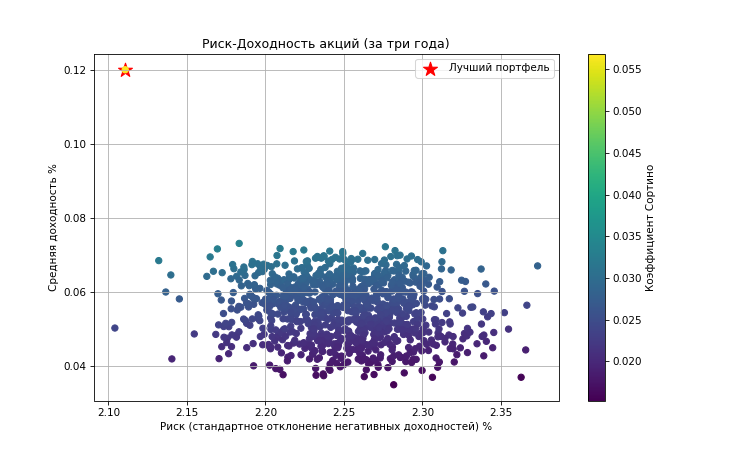 Риск-Доходность акций (за три года)
Лучший портфель
Средняя доходность %
0.12
0.10
0.08
0.06
0.04
2.10 2.15 2.20 2.25 2.30 2.35
Риск (стандартное отклонение негативных доходностей) %
0.055
0.050
0.045
0.040
0.035
0.030
0.025
0.020
Коэффициент Сортино